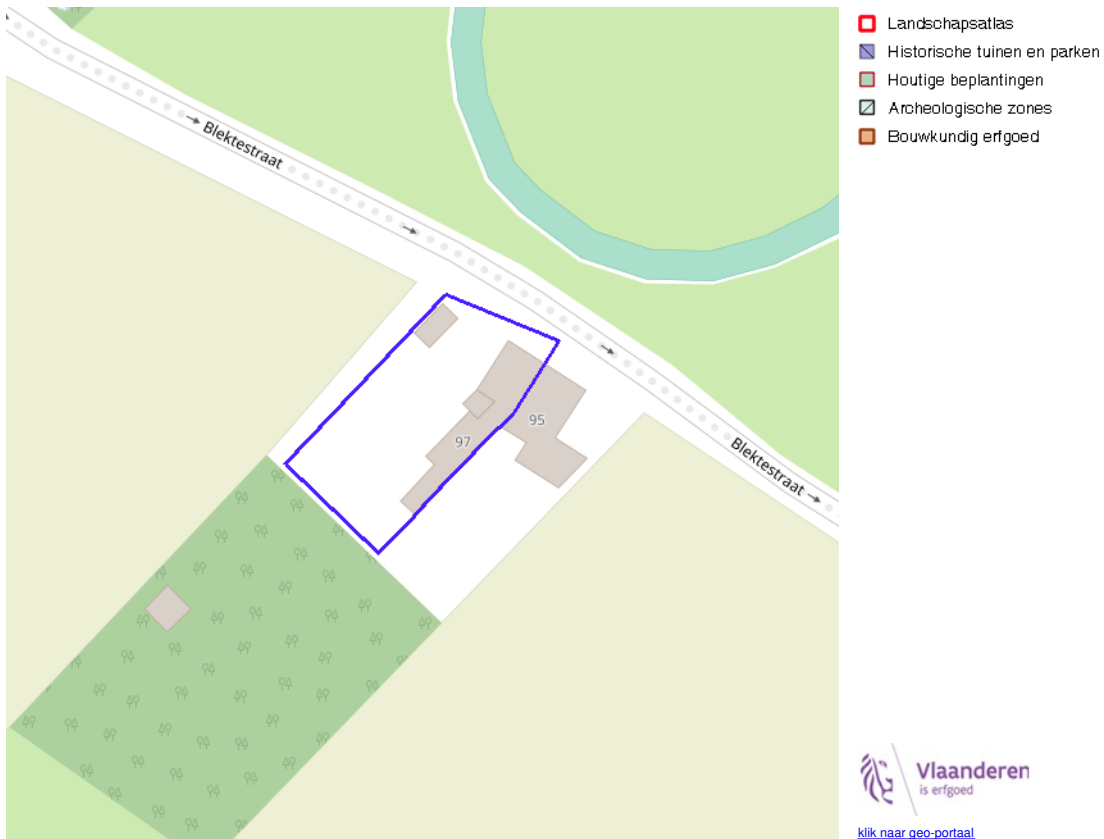 Landschapsatlas
Historische tuinen en parken
Houtige beplantingen
Archeologische zones
Bouwkundig erfgoed
Blektestraat
95
97
Blektestraat
Vlaanderen
is erfgoed
klik naar geo-portaal